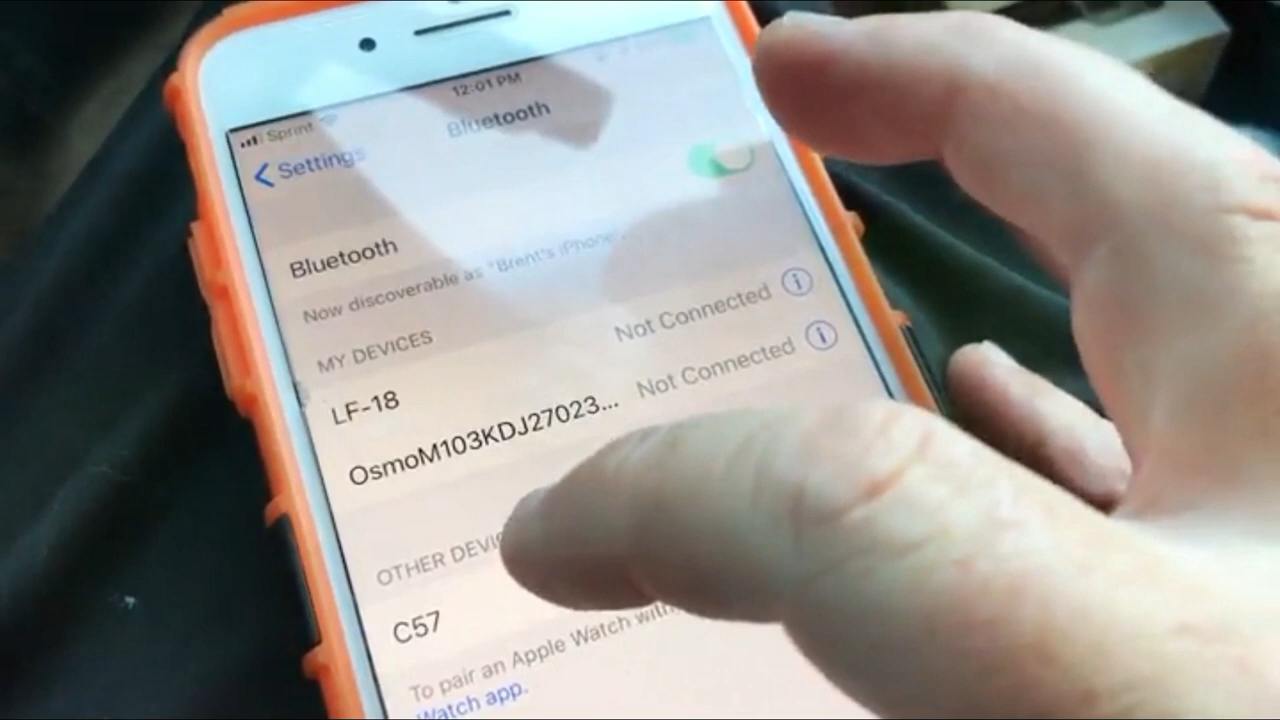 12:01 PM
Sprint
Settings
Bluetooth
Bluetooth
Now discoverable as "Brent's iPhone
MY DEVICES
LF-18
Not Connected
OsmoM103KDJ27023...
Not Connected
OTHER DEVIC
C57
To pair an Apple Watch with
Watch app.